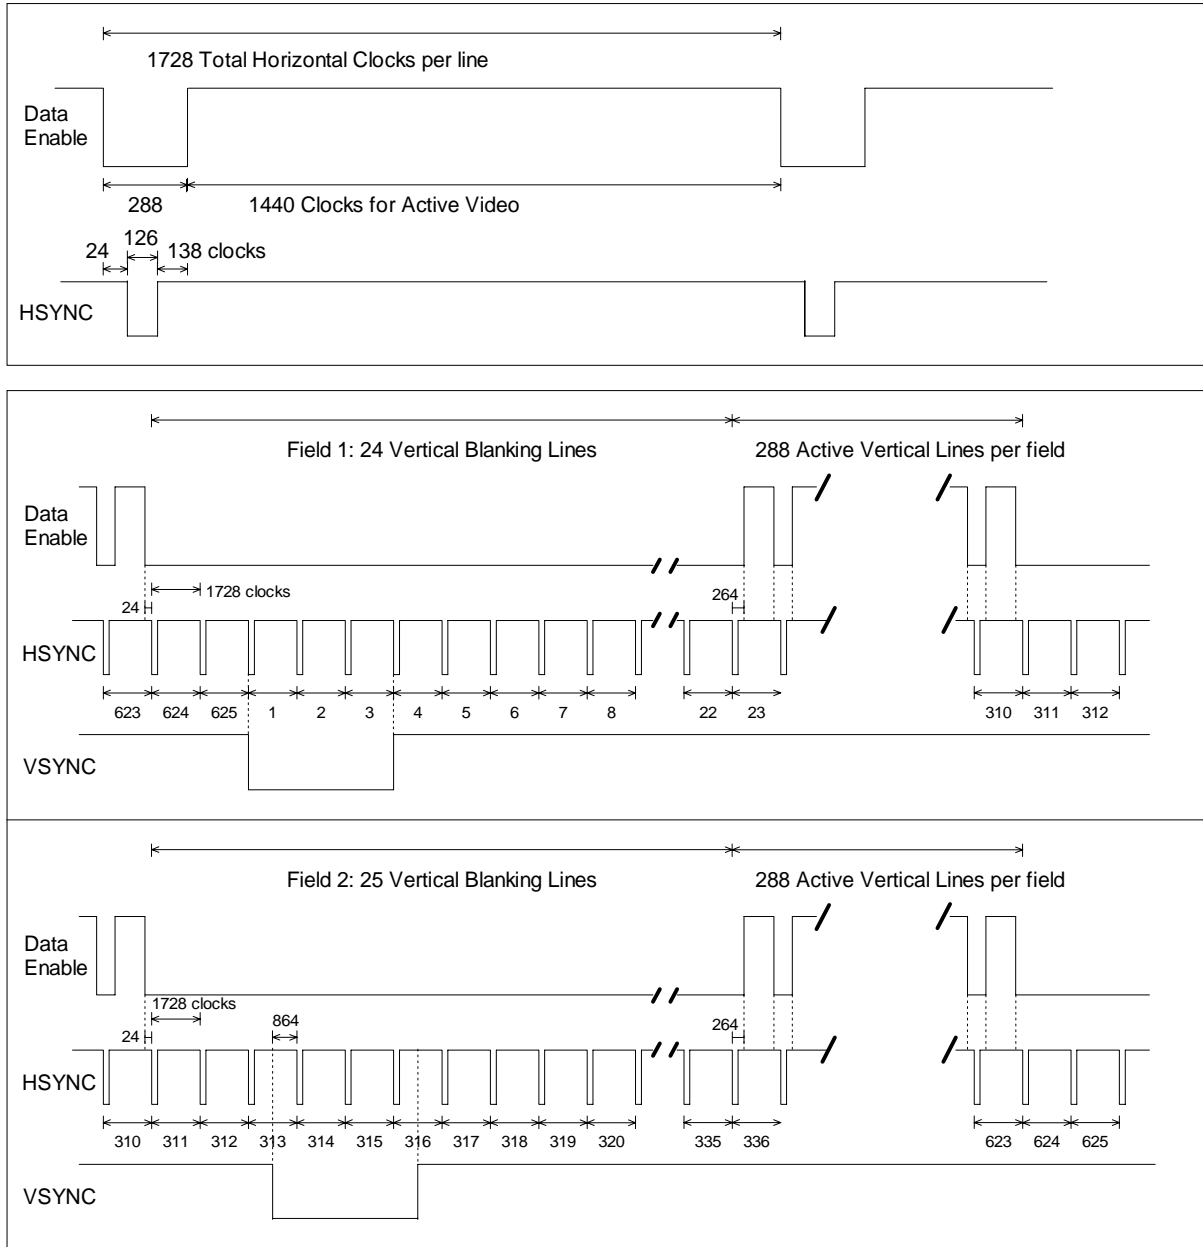 1728 Total Horizontal Clocks per line
Data
Enable
288
1440 Clocks for Active Video
126
24
138 clocks
HSYNC
Field 1: 24 Vertical Blanking Lines
288 Active Vertical Lines per field
Data
Enable
1728 clocks
24
264
HSYNC
623 624 625 1 2 3 4 5 6 7 8 22 23 310 311 312
VSYNC
Field 2: 25 Vertical Blanking Lines
288 Active Vertical Lines per field
Data
Enable
1728 clocks
24
864
264
HSYNC
310 311 312 313 314 315 316 317 318 319 320 335 336 623 624 625
VSYNC